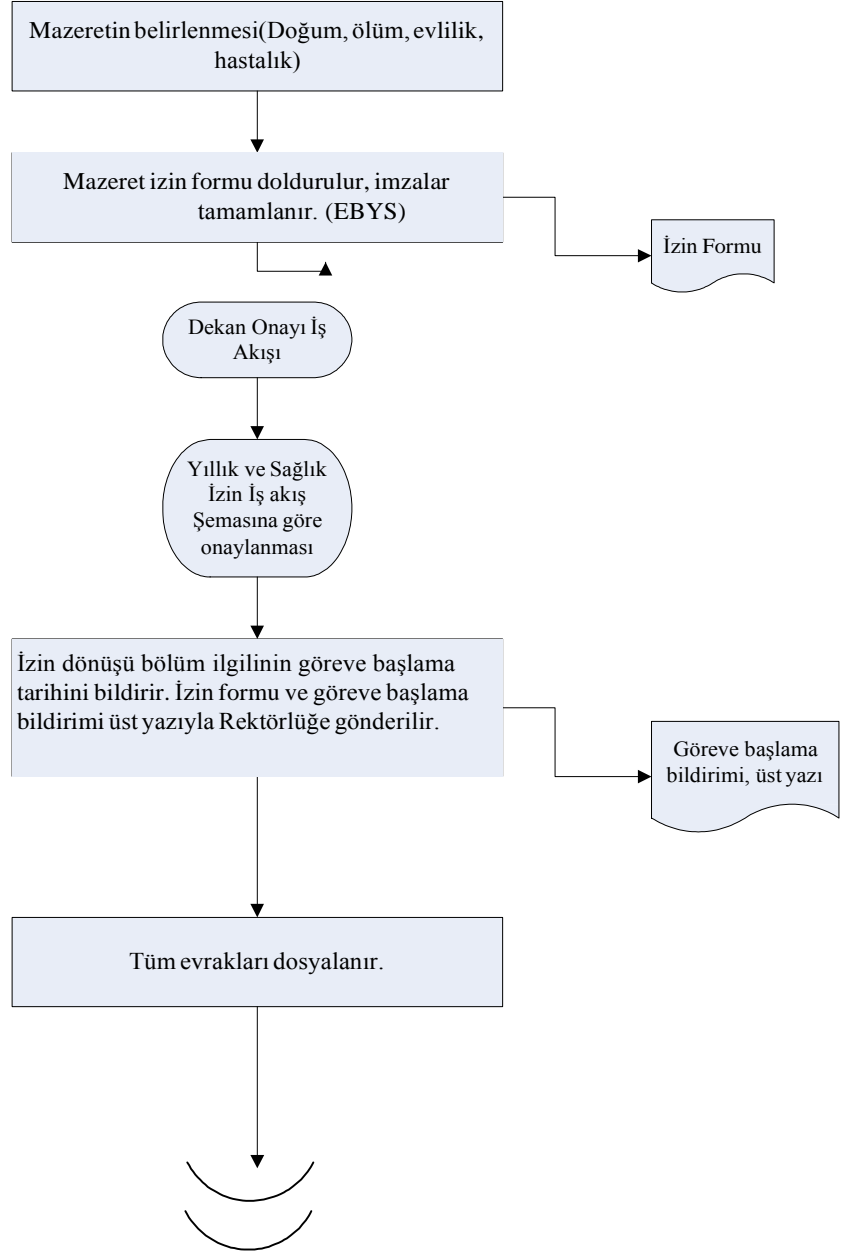 Mazeretin belirlenmesi(Doğum, ölüm, evlilik,
hastalık)
Mazeret izin formu doldurulur, imzalar
tamamlanır. (EBYS)
İzin Formu
Dekan Onayı İş
Akışı
Yıllık ve Sağlık
İzin İş akış
Şemasına göre
onaylanması
İzin dönüşü bölüm ilgilinin göreve başlama
tarihini bildirir. İzin formu ve göreve başlama
bildirimi üst yazıyla Rektörlüğe gönderilir.
Göreve başlama
bildirimi, üst yazı
Tüm evrakları dosyalanır.